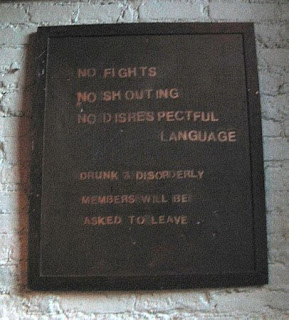 NO FIGHTS
NO SHOUTING
NO DISRESPECTFUL
LANGUAGE
DRUNK & DISORDERLY
MEMBERS WILL BE
ASKED TO LEAVE